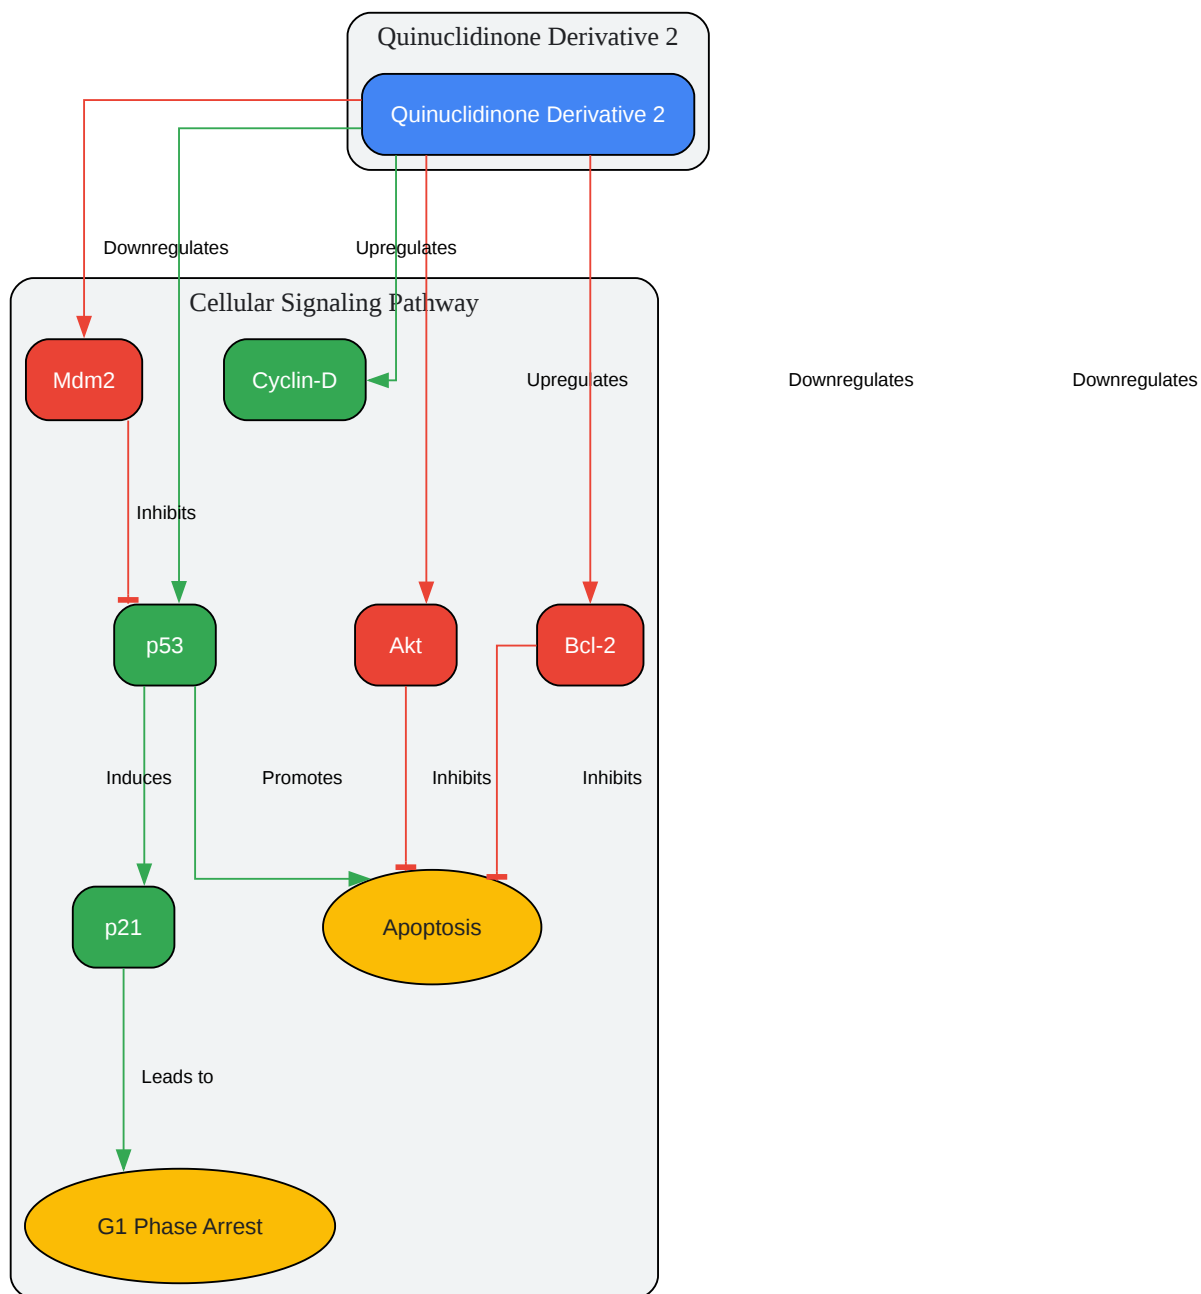 Quinuclidinone Derivative 2
Quinuclidinone Derivative 2
Downregulates
Upregulates
Cellular Signaling Pathway
Mdm2
Cyclin-D
Upregulates
Downregulates
Downregulates
Inhibits
p53
Akt
Bcl-2
Induces
Promotes
Inhibits
Inhibits
p21
Apoptosis
Leads to
G1 Phase Arrest